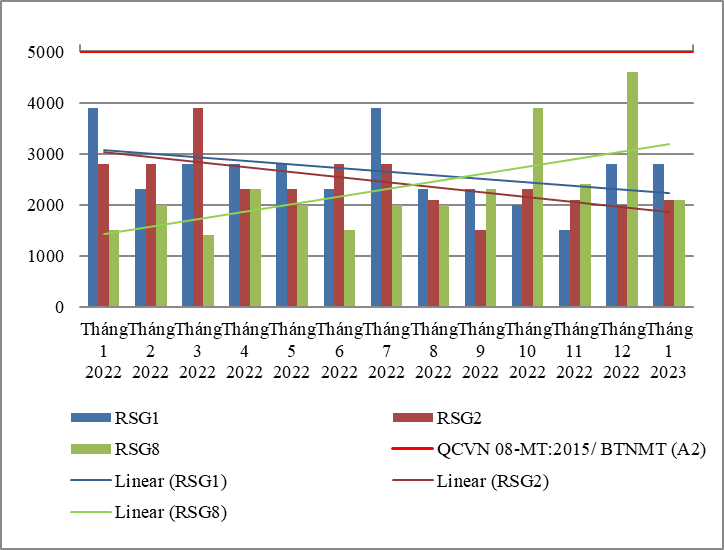 5000
4000
3000
2000
1000
0
Tháng Tháng Tháng Tháng Tháng Tháng Tháng Tháng Tháng Tháng Tháng Tháng Tháng
1 2 3 4 5 6 7 8 9 10 11 12 1
2022 2022 2022 2022 2022 2022 2022 2022 2022 2022 2022 2022 2023
RSG1 RSG2
RSG8 QCVN 08-MT:2015/ BTNMT (A2)
Linear (RSG1) Linear (RSG2)
Linear (RSG8)